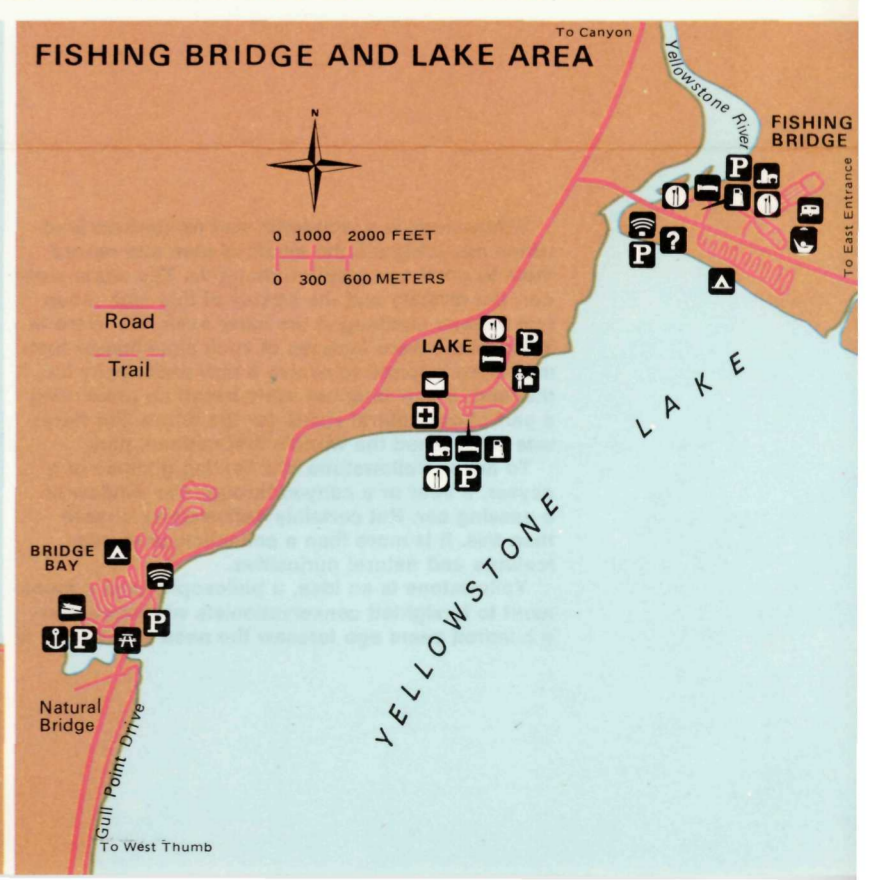 To Canyon
FISHING BRIDGE AND LAKE AREA
Yellowstone River
FISHING
BRIDGE
N
P
To East Entrance
0 1000 2000 FEET
?
P
0 300 600 METERS
Road
LAKE
P
Trail
YELLOWSTONE LAKE
P
BRIDGE
BAY
P
P
Natural
Bridge
Gull Point Drive
To West Thumb